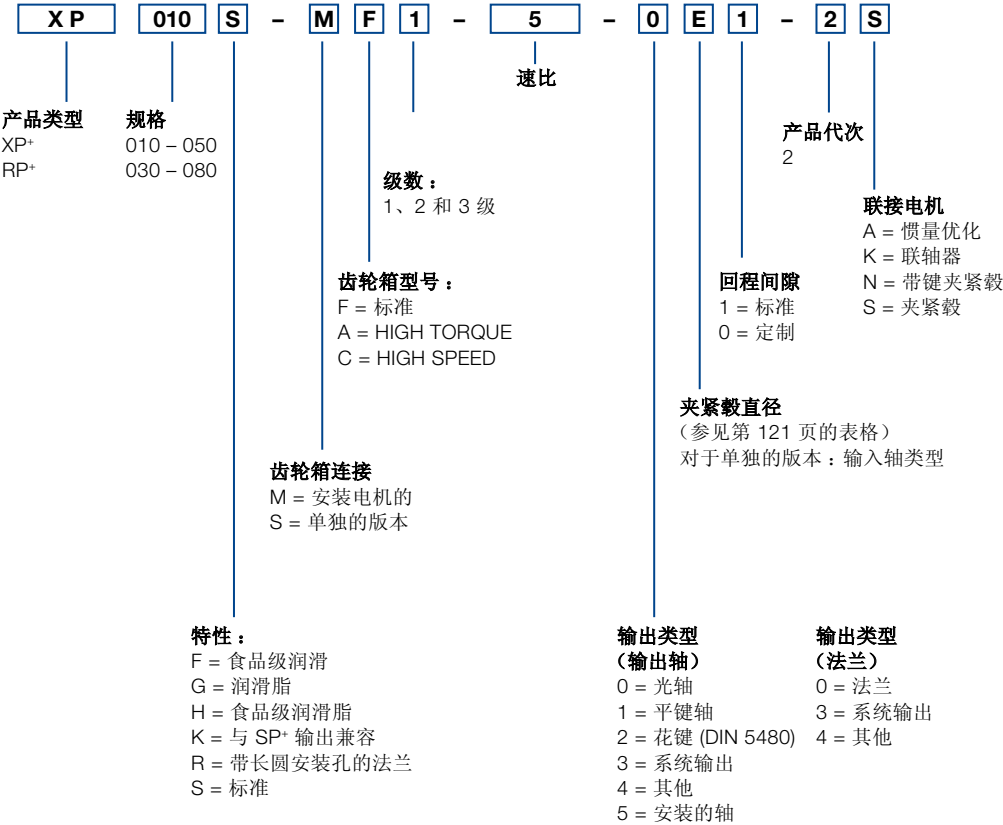 XP 010 S – M F 1 – 5 – 0 E 1 – 2 S
速比
产品类型
XP+
RP+
规格
010 – 050
030 – 080
产品代次
2
级数：
1、2 和 3 级
联接电机
A = 惯量优化
K = 联轴器
N = 带键夹紧毂
S = 夹紧毂
齿轮箱型号：
F = 标准
A = HIGH TORQUE
C = HIGH SPEED
回程间隙
1 = 标准
0 = 定制
夹紧毂直径
（参见第 121 页的表格）
对于单独的版本：输入轴类型
齿轮箱连接
M = 安装电机的
S = 单独的版本
特性：
F = 食品级润滑
G = 润滑脂
H = 食品级润滑脂
K = 与 SP+ 输出兼容
R = 带长圆安装孔的法兰
S = 标准
输出类型
（输出轴）
0 = 光轴
1 = 平键轴
2 = 花键 (DIN 5480)
3 = 系统输出
4 = 其他
5 = 安装的轴
输出类型
（法兰）
0 = 法兰
3 = 系统输出
4 = 其他